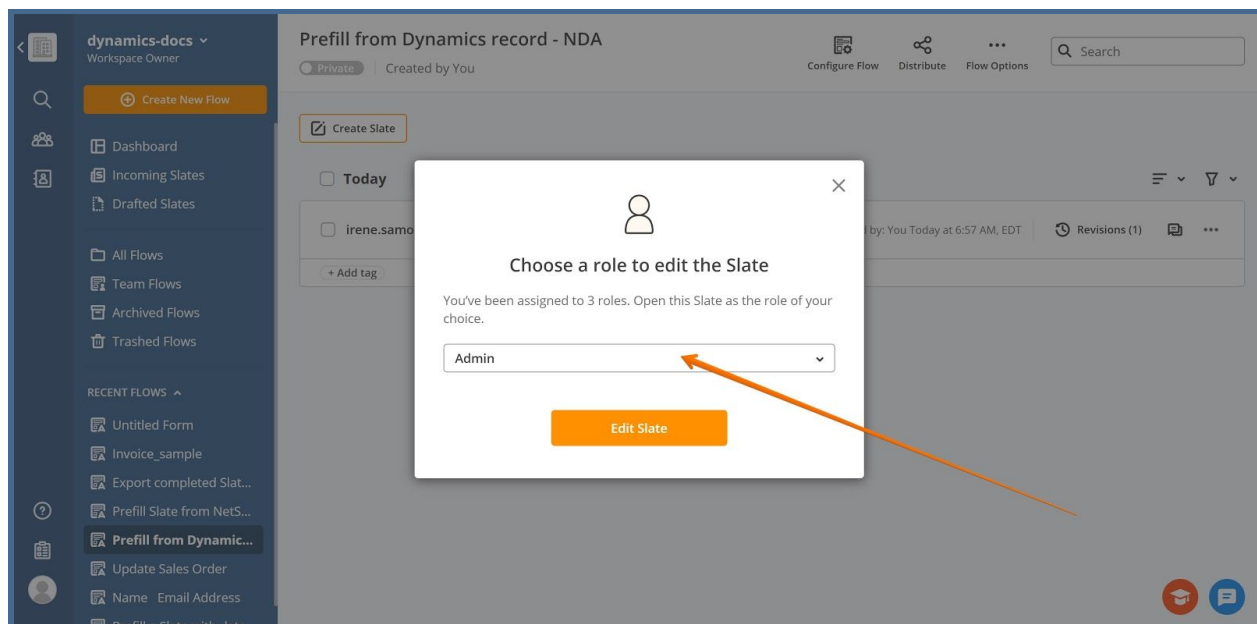 dynamics-docs
Workspace Owner
Create New Flow
Dashboard
Incoming Slates
Drafted Slates
All Flows
Team Flows
Archived Flows
Trashed Flows
RECENT FLOWS
Untitled Form
Invoice_sample
Export completed Slat...
Prefill Slate from NetS...
Prefill from Dynamic...
Update Sales Order
Name Email Address
Prefill from Dynamics record - NDA
Private Created by You
Configure Flow
Distribute
Flow Options
Search
Create Slate
Today
irene.samo
by: You Today at 6:57 AM, EDT
Revisions (1)
+ Add tag
Choose a role to edit the Slate
You've been assigned to 3 roles. Open this Slate as the role of your
choice.
Admin
Edit Slate